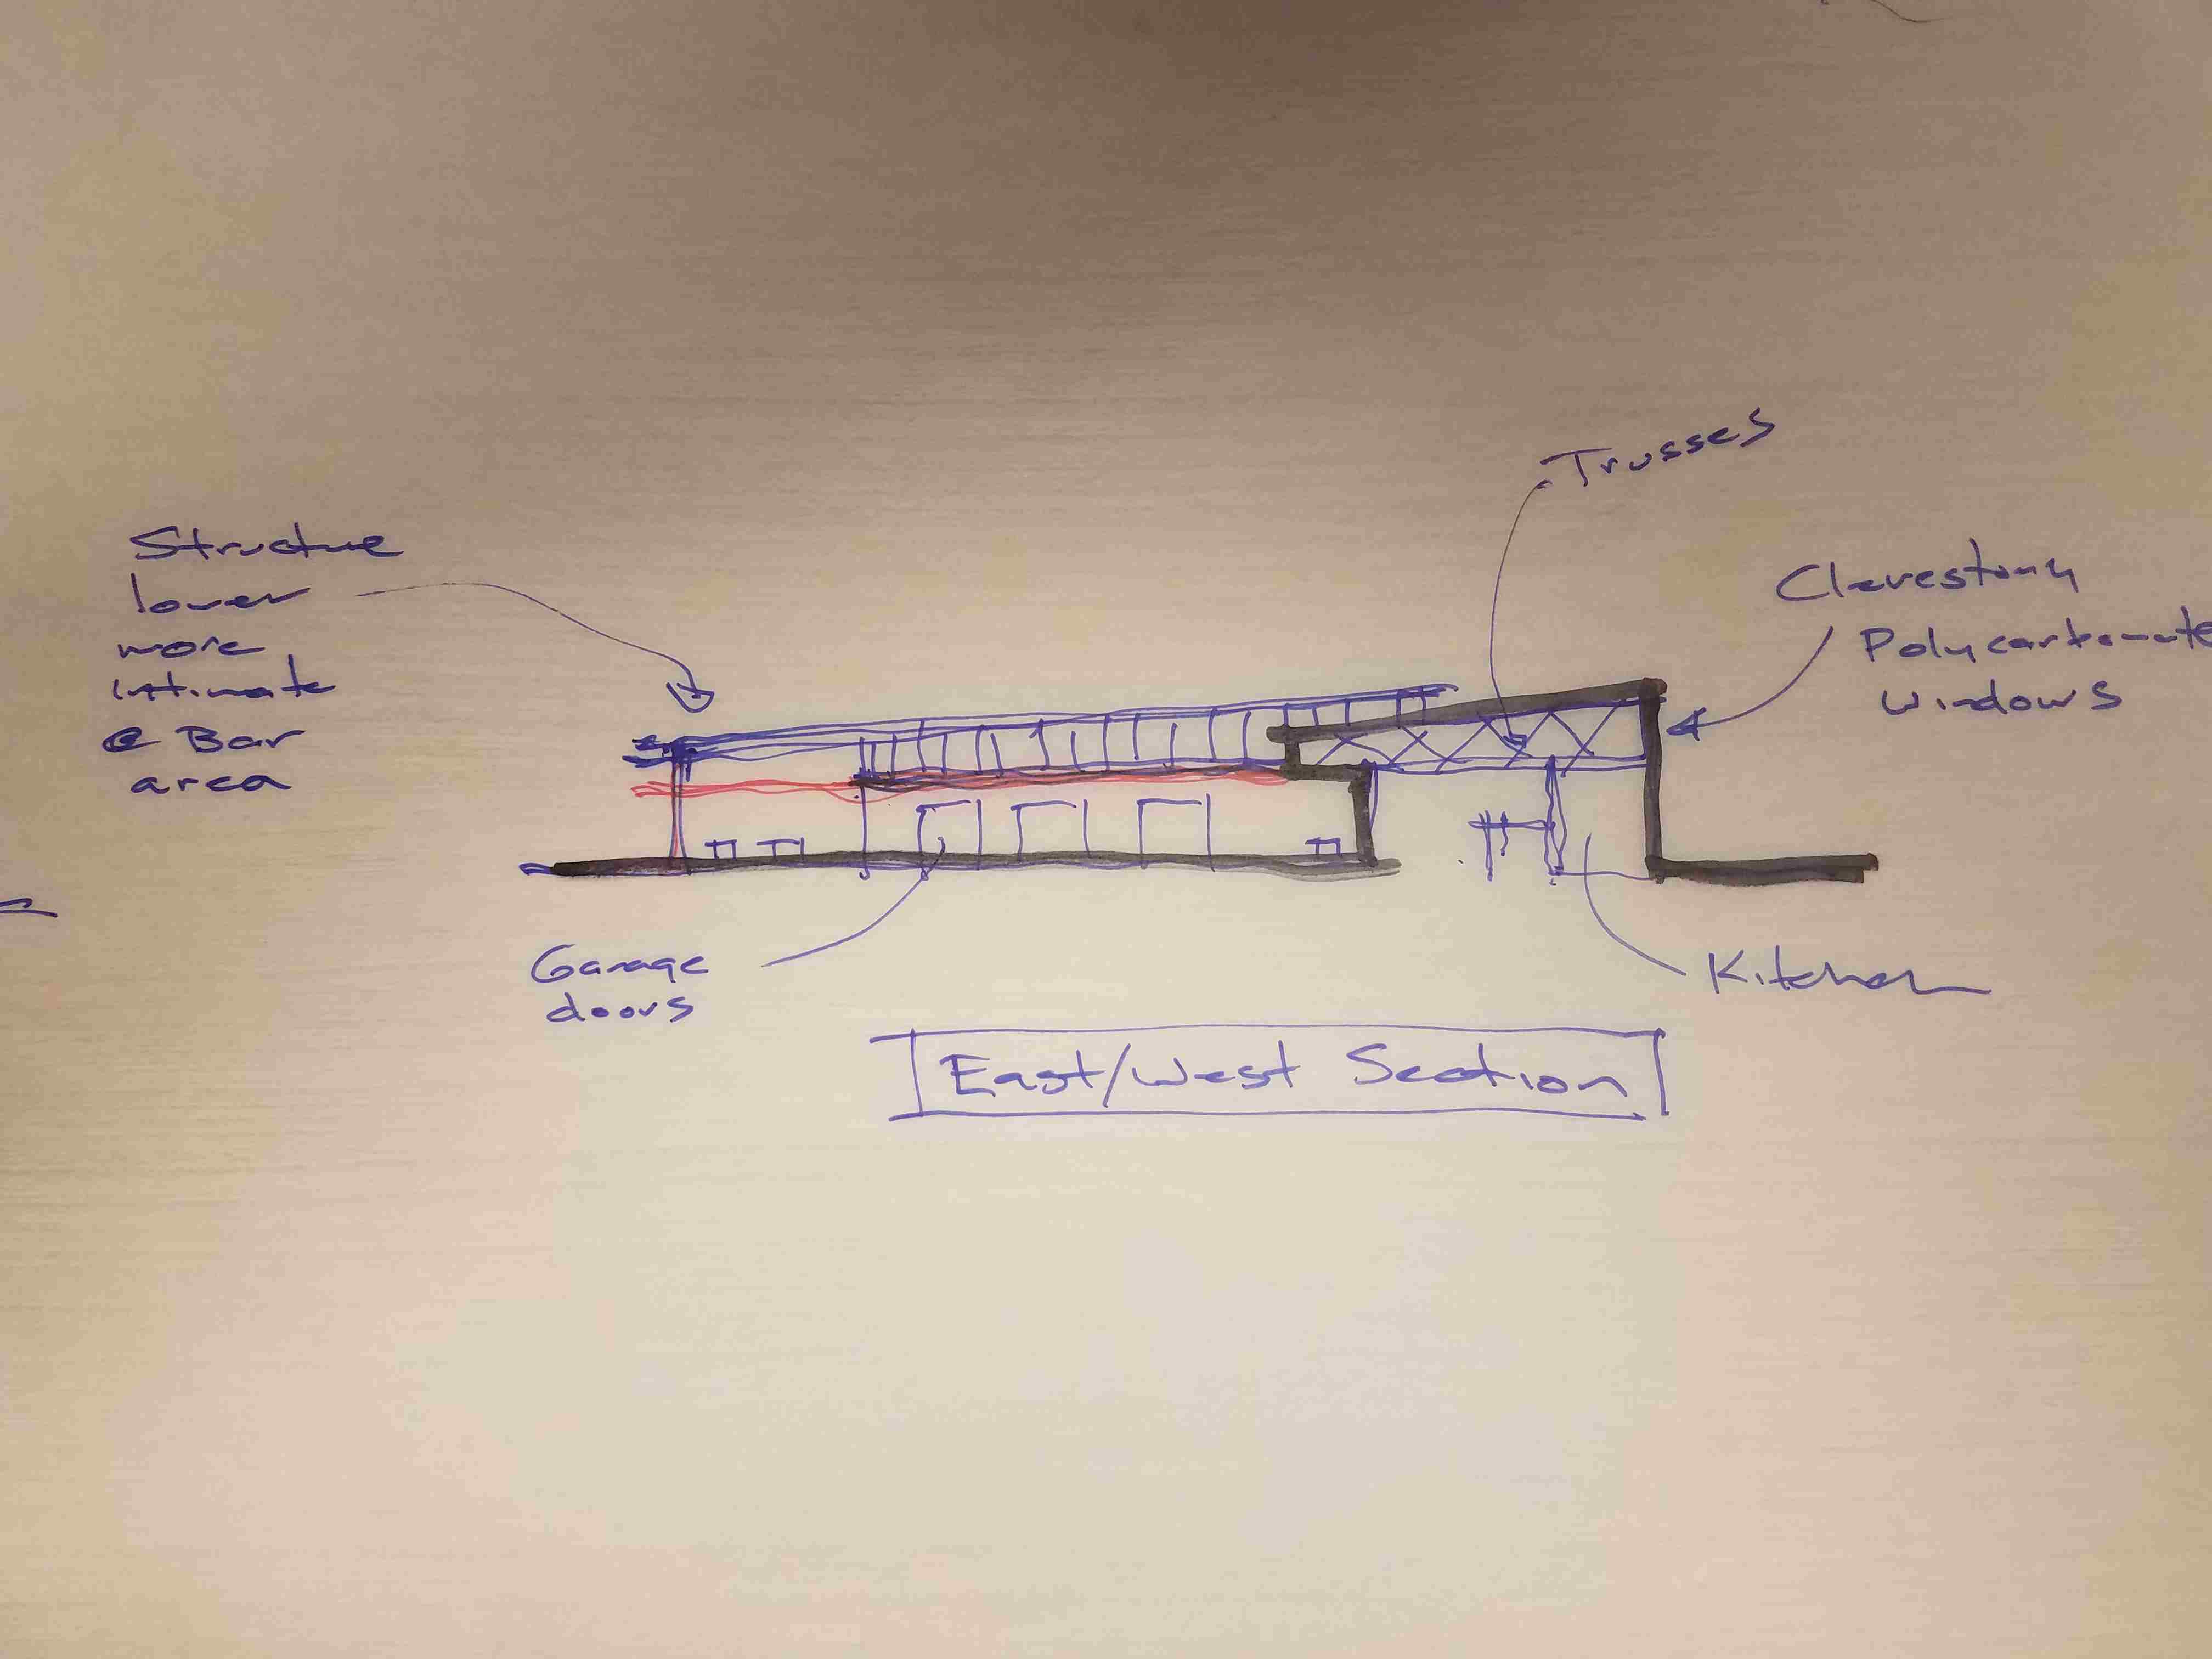 Trusses
Structure
lower
more
intimate
@ Bar
area
Clerestory
Polycarbonate
windows
Garage
doors
Kitchen
East/West Section